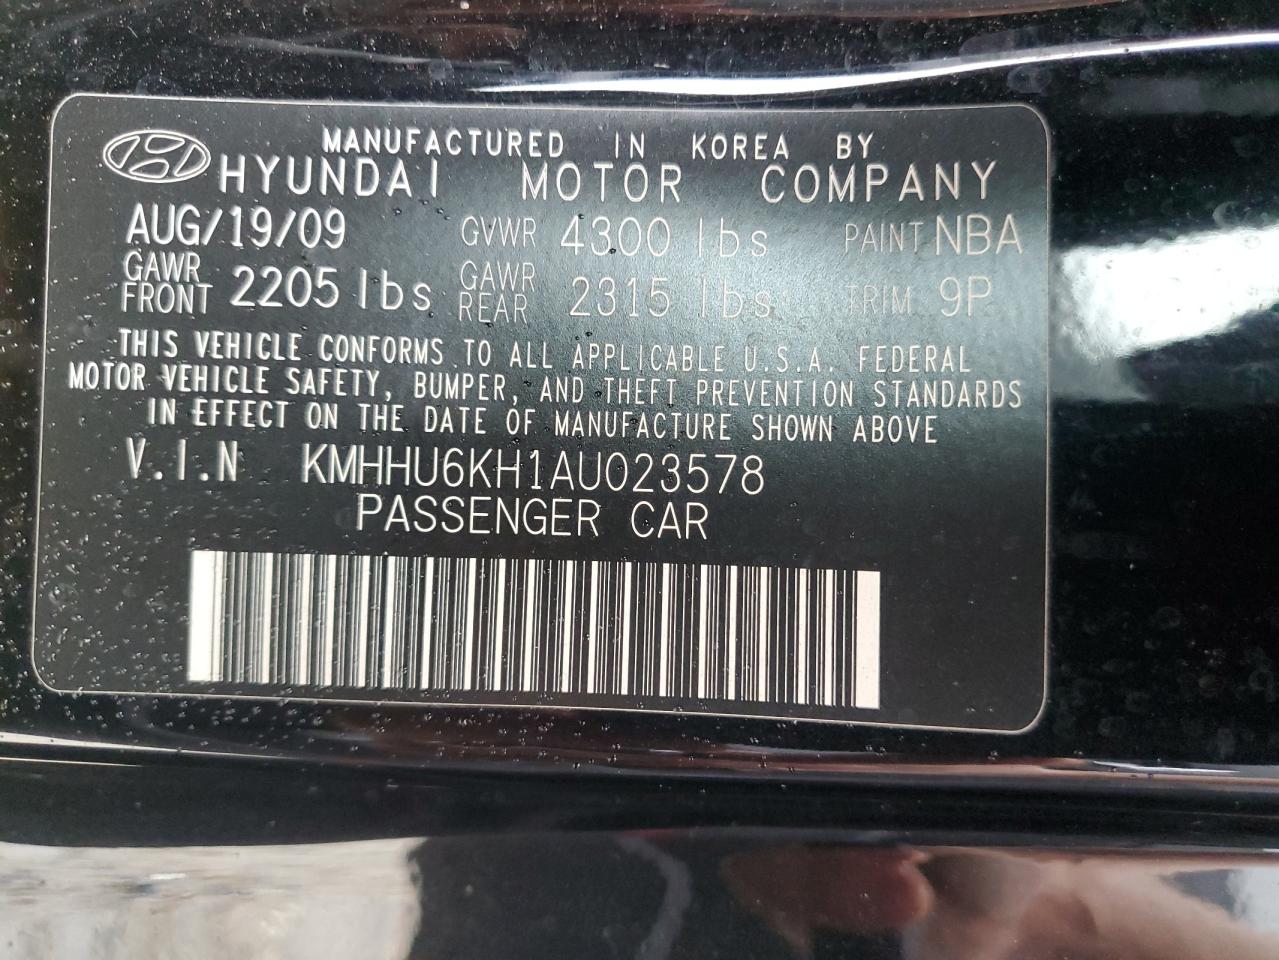 MANUFACTURED IN KOREA BY
HYUNDAI MOTOR COMPANY
AUG/19/09 GVWR 4300 lbs PAINT NBA
GAWR FRONT 2205 lbs GAWR REAR 2315 lbs TRIM 9P
THIS VEHICLE CONFORMS TO ALL APPLICABLE U.S.A. FEDERAL
MOTOR VEHICLE SAFETY, BUMPER, AND THEFT PREVENTION STANDARDS
IN EFFECT ON THE DATE OF MANUFACTURE SHOWN ABOVE
V.I.N KMHHU6KH1AU023578
PASSENGER CAR